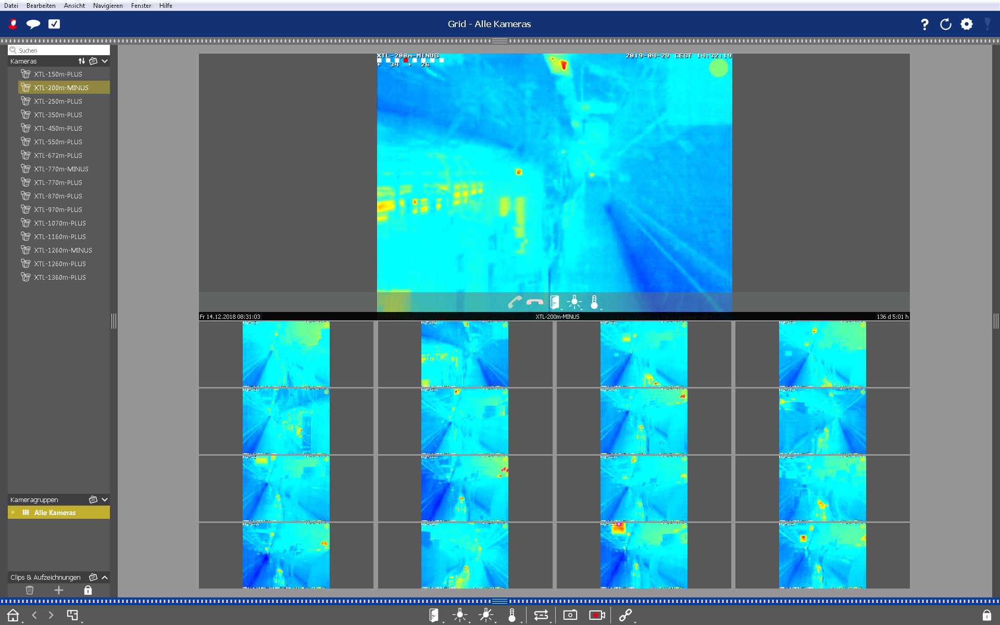 Datei Bearbeiten Ansicht Navigieren Fenster Hilfe
Grid - Alle Kameras
Suchen
Kameras
XTL-150m-PLUS
XTL-200m-MINUS
XTL-250m-PLUS
XTL-350m-PLUS
XTL-450m-PLUS
XTL-550m-PLUS
XTL-672m-PLUS
XTL-770m-MINUS
XTL-770m-PLUS
XTL-870m-PLUS
XTL-970m-PLUS
XTL-1070m-PLUS
XTL-1160m-PLUS
XTL-1260m-MINUS
XTL-1260m-PLUS
XTL-1360m-PLUS
Kameragruppen
Alle Kameras
Clips & Aufzeichnungen
XTL-200m-MINUS 2019-04-29 CEST 14:32:19
+ 34 + 26
Fr 14.12.2018 08:31:03 XTL-200m-MINUS 136 d 5:01 h